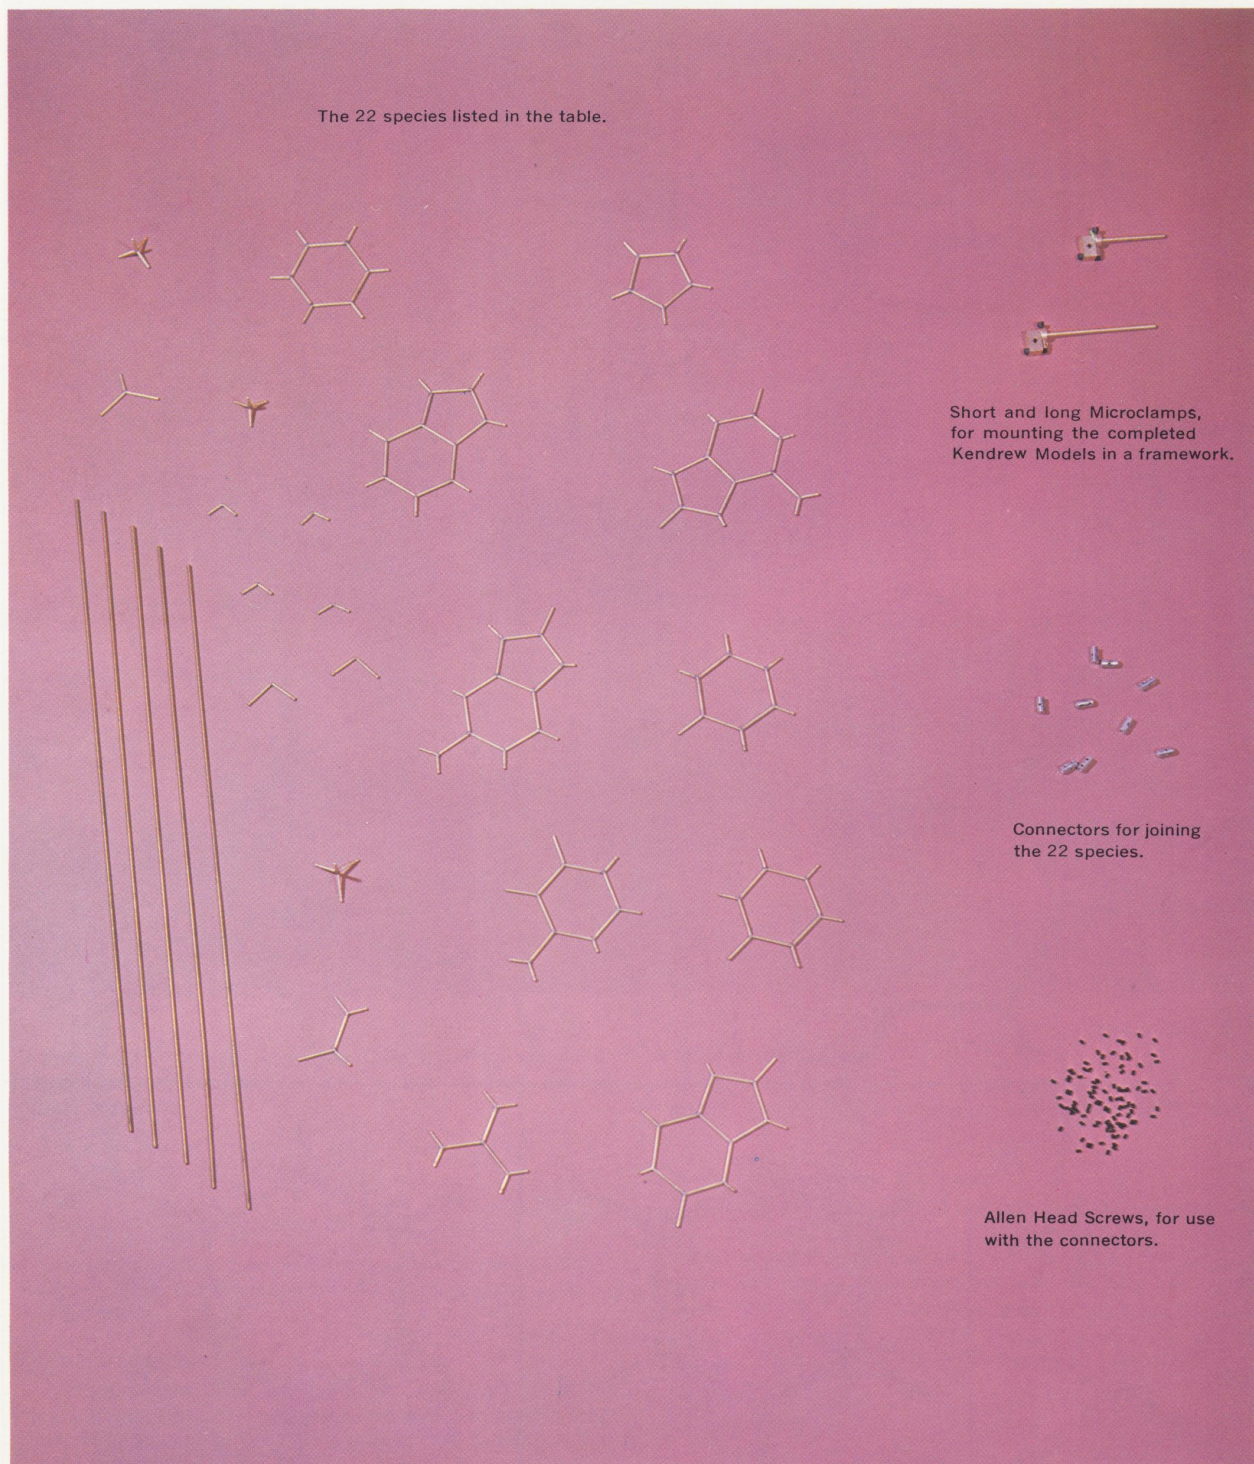 The 22 species listed in the table.
Short and long Microclamps,
for mounting the completed
Kendrew Models in a framework.
Connectors for joining
the 22 species.
Allen Head Screws, for use
with the connectors.